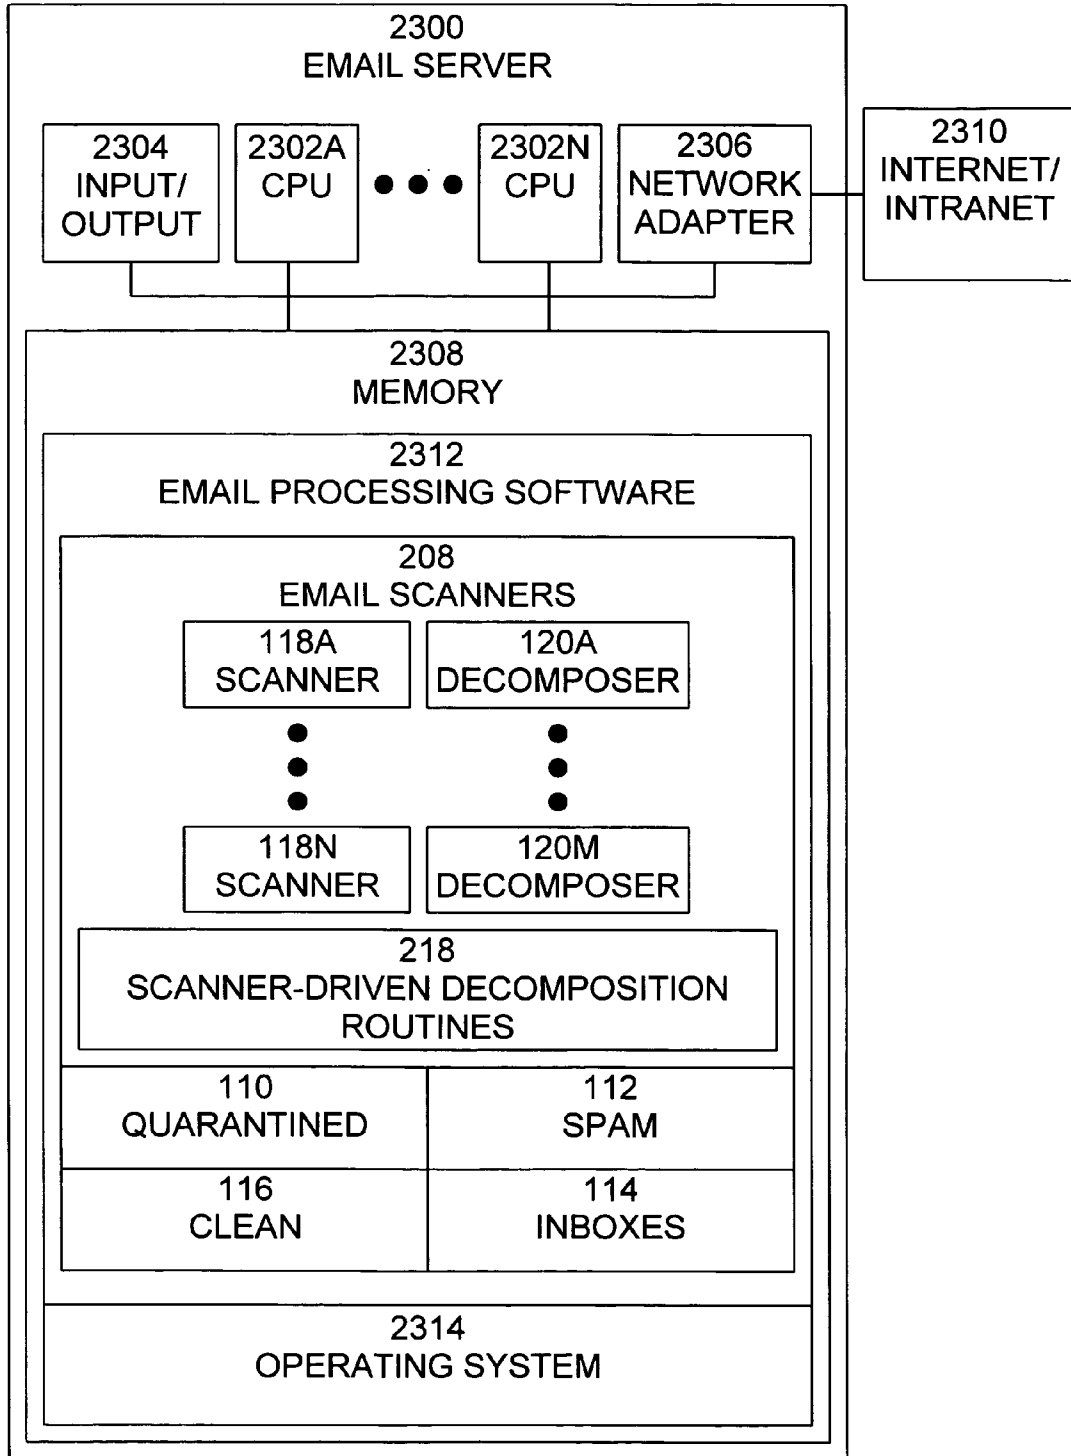 2300
EMAIL SERVER
2304
INPUT/
OUTPUT
2302A
CPU
2302N
CPU
2306
NETWORK
ADAPTER
2310
INTERNET/
INTRANET
2308
MEMORY
2312
EMAIL PROCESSING SOFTWARE
208
EMAIL SCANNERS
118A
SCANNER
120A
DECOMPOSER
118N
SCANNER
120M
DECOMPOSER
218
SCANNER-DRIVEN DECOMPOSITION
ROUTINES
110
QUARANTINED
112
SPAM
116
CLEAN
114
INBOXES
2314
OPERATING SYSTEM